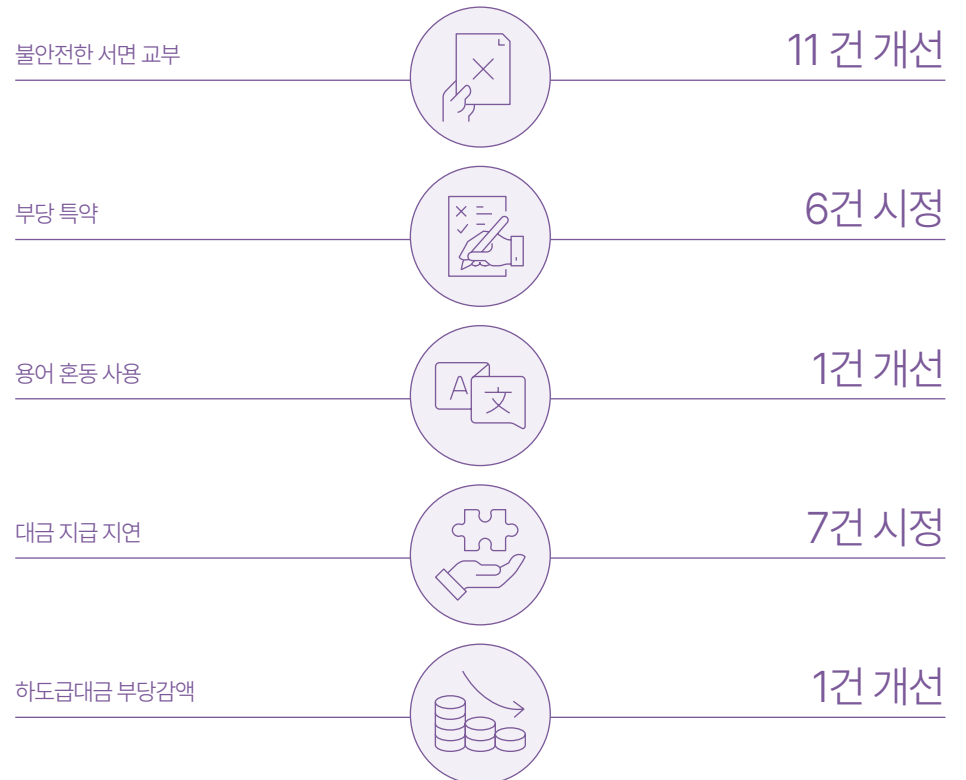 불안전한 서면 교부
11 건 개선
부당 특약
6건 시정
용어 혼동 사용
1건 개선
A 文
대금 지급 지연
7건 시정
하도급대금 부당감액
1건 개선